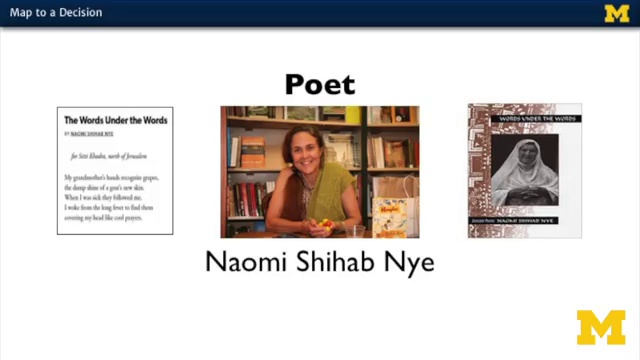 Map to a Decision
M
Poet
The Words Under the Words
BY NAOMI SHIHAB NYE
for Sitti Khadra, north of Jerusalem
My grandmother's hands recognize grapes,
the damp shine of a goat's new skin.
When I was sick they followed me,
I woke from the long fever to find them
covering my head like cool prayers.
WORDS UNDER THE WORDS
NAOMI SHIHAB NYE
Naomi Shihab Nye
M